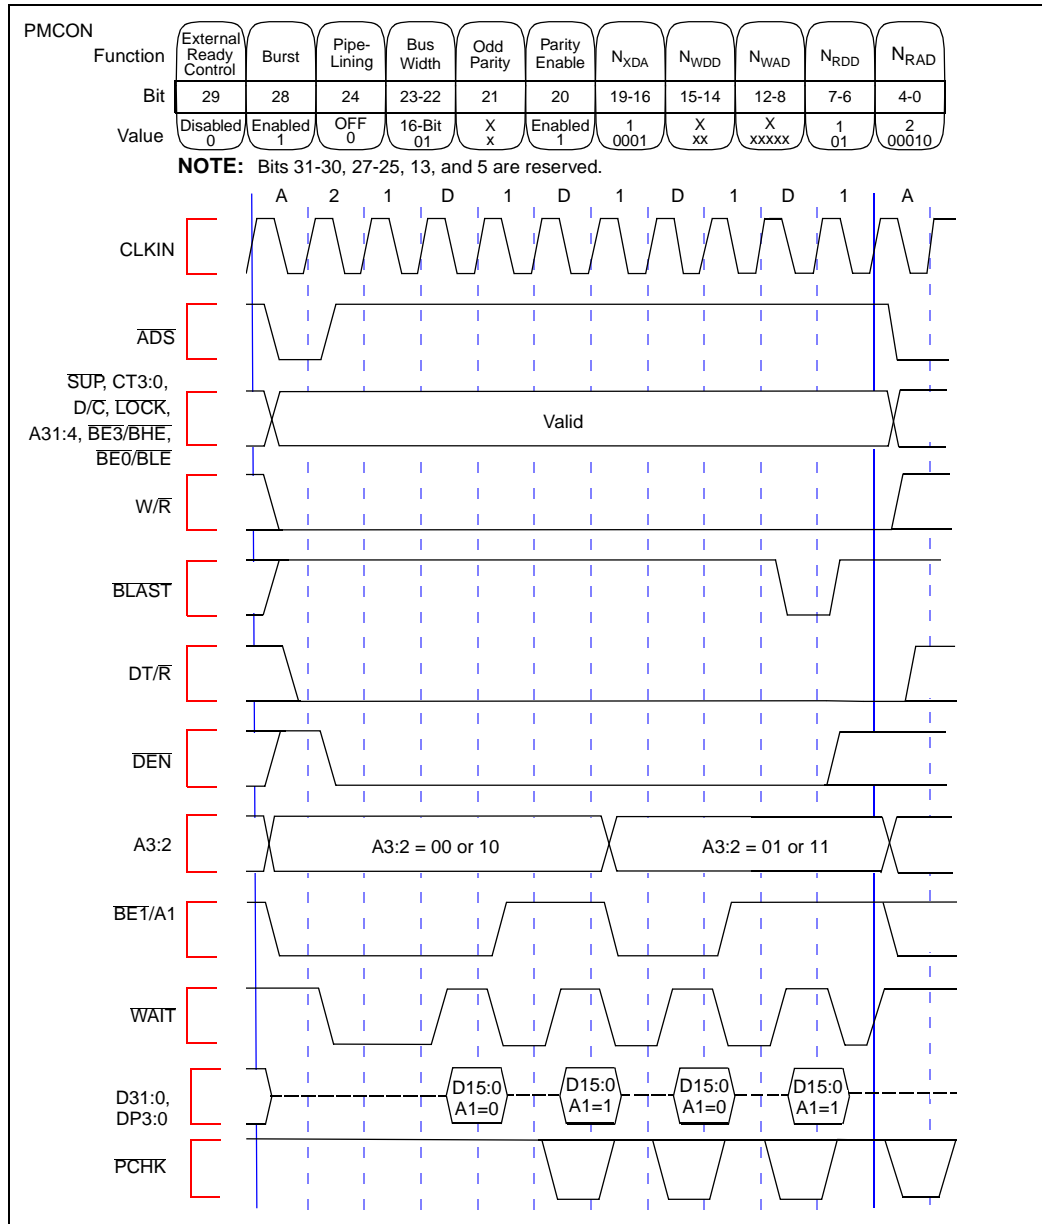 PMCON
Function External Ready Control Burst Pipe-Lining Bus Width Odd Parity Parity Enable NXDA NWDD NWAD NRDD NRAD
Bit 29 28 24 23-22 21 20 19-16 15-14 12-8 7-6 4-0
Value Disabled 0 Enabled 1 OFF 0 16-Bit 01 X x Enabled 1 1 0001 X xx X xxxxx 1 01 2 00010
NOTE: Bits 31-30, 27-25, 13, and 5 are reserved.
A 2 1 D 1 D 1 D 1 D 1 A
CLKIN
ADS
SUP, CT3:0,
D/C, LOCK,
A31:4, BE3/BHE,
BE0/BLE
Valid
W/R
BLAST
DT/R
DEN
A3:2 A3:2 = 00 or 10 A3:2 = 01 or 11
BE1/A1
WAIT
D31:0,
DP3:0
D15:0 D15:0 D15:0 D15:0
A1=0 A1=1 A1=0 A1=1
PCHK